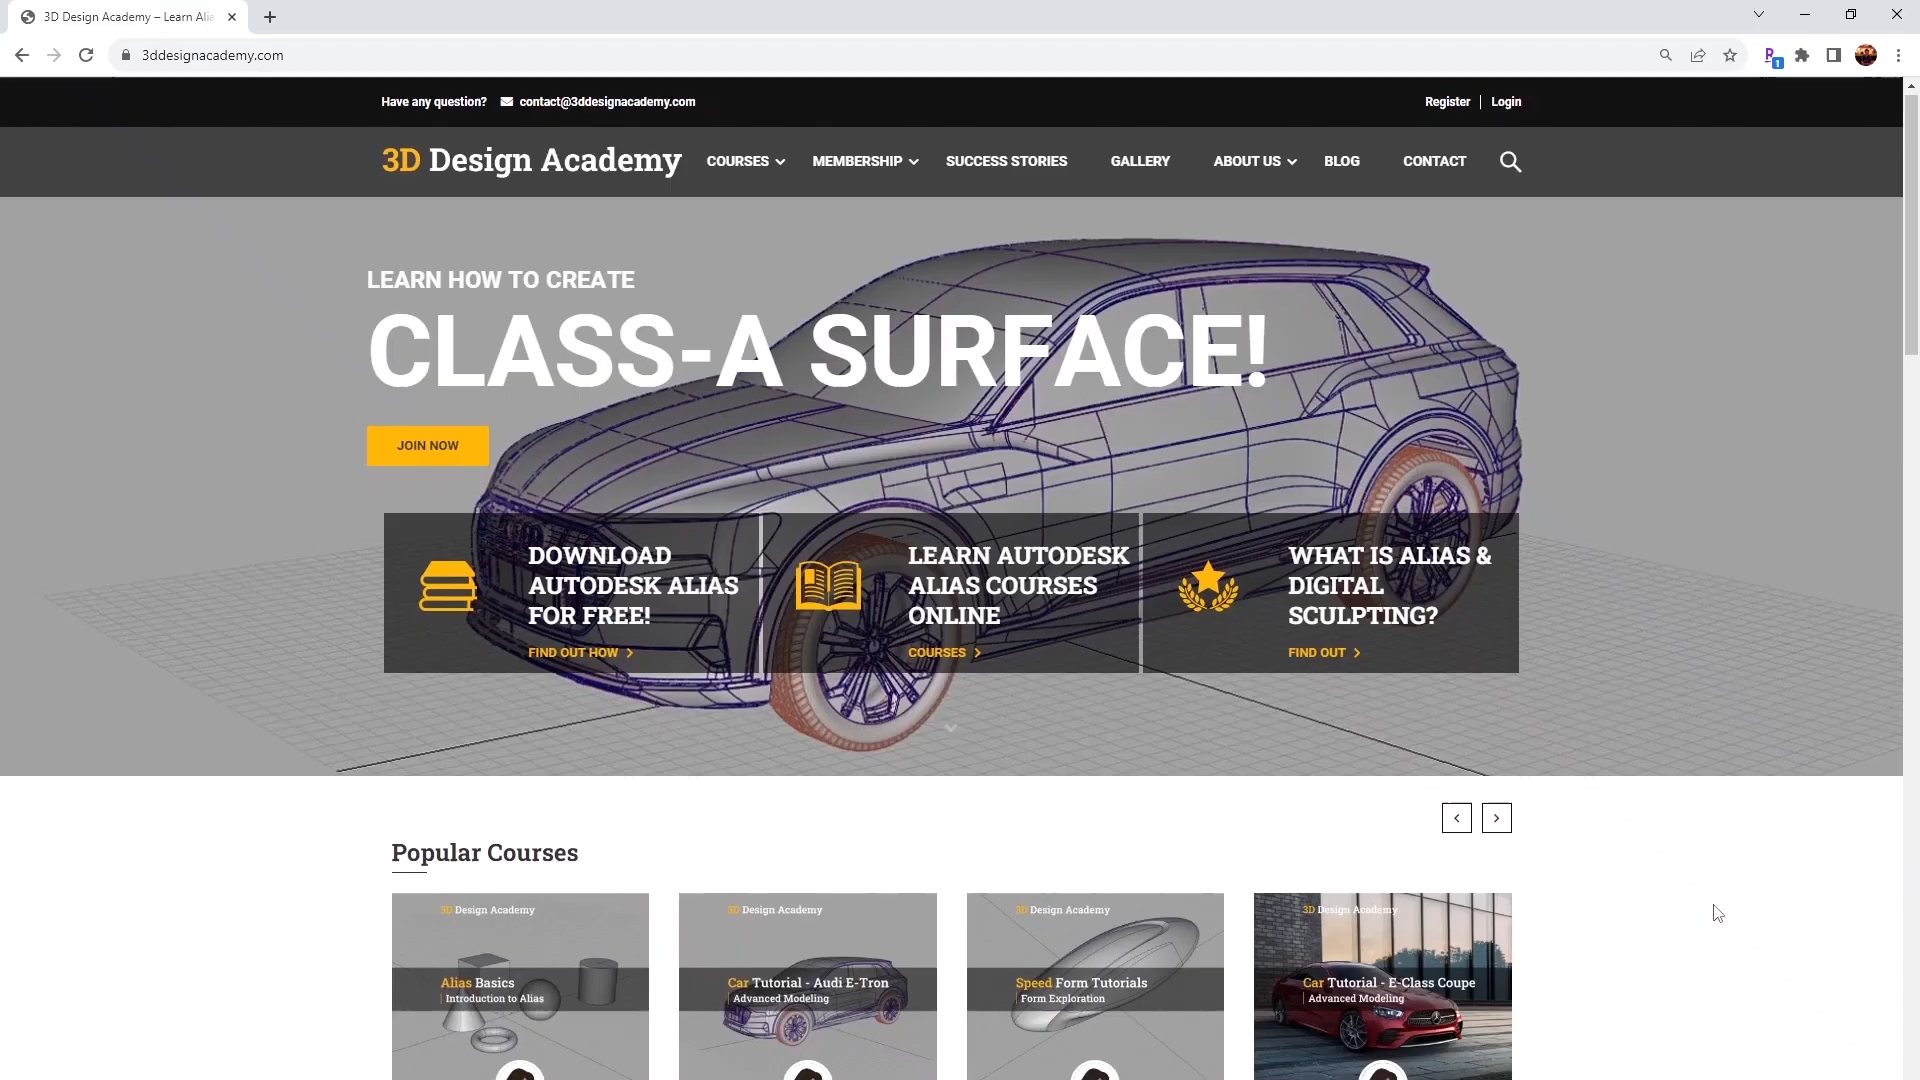 3D Design Academy – Learn Alia
3ddesignacademy.com
1
Have any question? contact@3ddesignacademy.com
Register Login
3D Design Academy
COURSES MEMBERSHIP SUCCESS STORIES GALLERY ABOUT US BLOG CONTACT
LEARN HOW TO CREATE
CLASS-A SURFACE!
JOIN NOW
DOWNLOAD
AUTODESK ALIAS
FOR FREE!
FIND OUT HOW
LEARN AUTODESK
ALIAS COURSES
ONLINE
COURSES
WHAT IS ALIAS &
DIGITAL
SCULPTING?
FIND OUT
Popular Courses
3D Design Academy
Alias Basics
Introduction to Alias
3D Design Academy
Car Tutorial - Audi E-Tron
Advanced Modeling
3D Design Academy
Speed Form Tutorials
Form Exploration
3D Design Academy
Car Tutorial - E-Class Coupe
Advanced Modeling